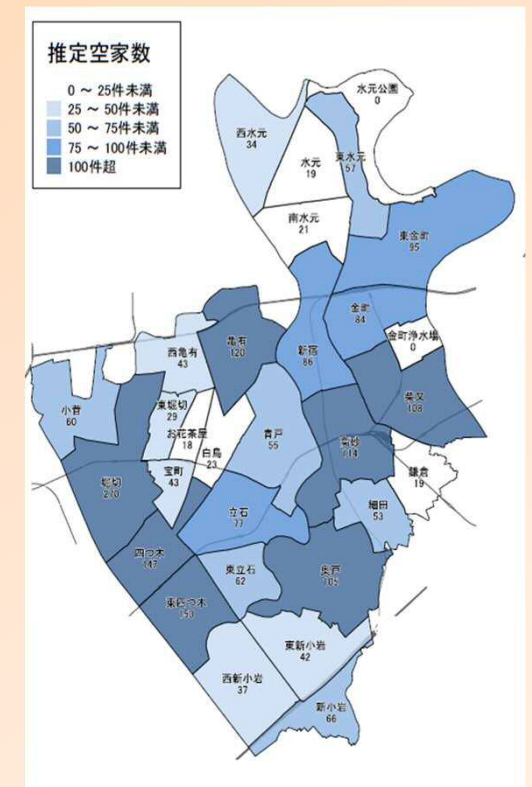 推定空家数
0 ～ 25件未満
25 ～ 50件未満
50 ～ 75件未満
75 ～ 100件未満
100件超
水元公園
0
西水元
34
水元
19
東水元
57
南水元
21
東金町
95
金町
84
金町浄水場
0
新宿
86
亀有
120
西亀有
43
柴又
108
小菅
60
東堀切
29
お花茶屋
18
白鳥
23
青戸
55
高砂
114
鎌倉
19
宝町
43
堀切
270
細田
53
立石
77
四つ木
147
東立石
62
奥戸
105
東四つ木
東新小岩
42
西新小岩
37
新小岩
66